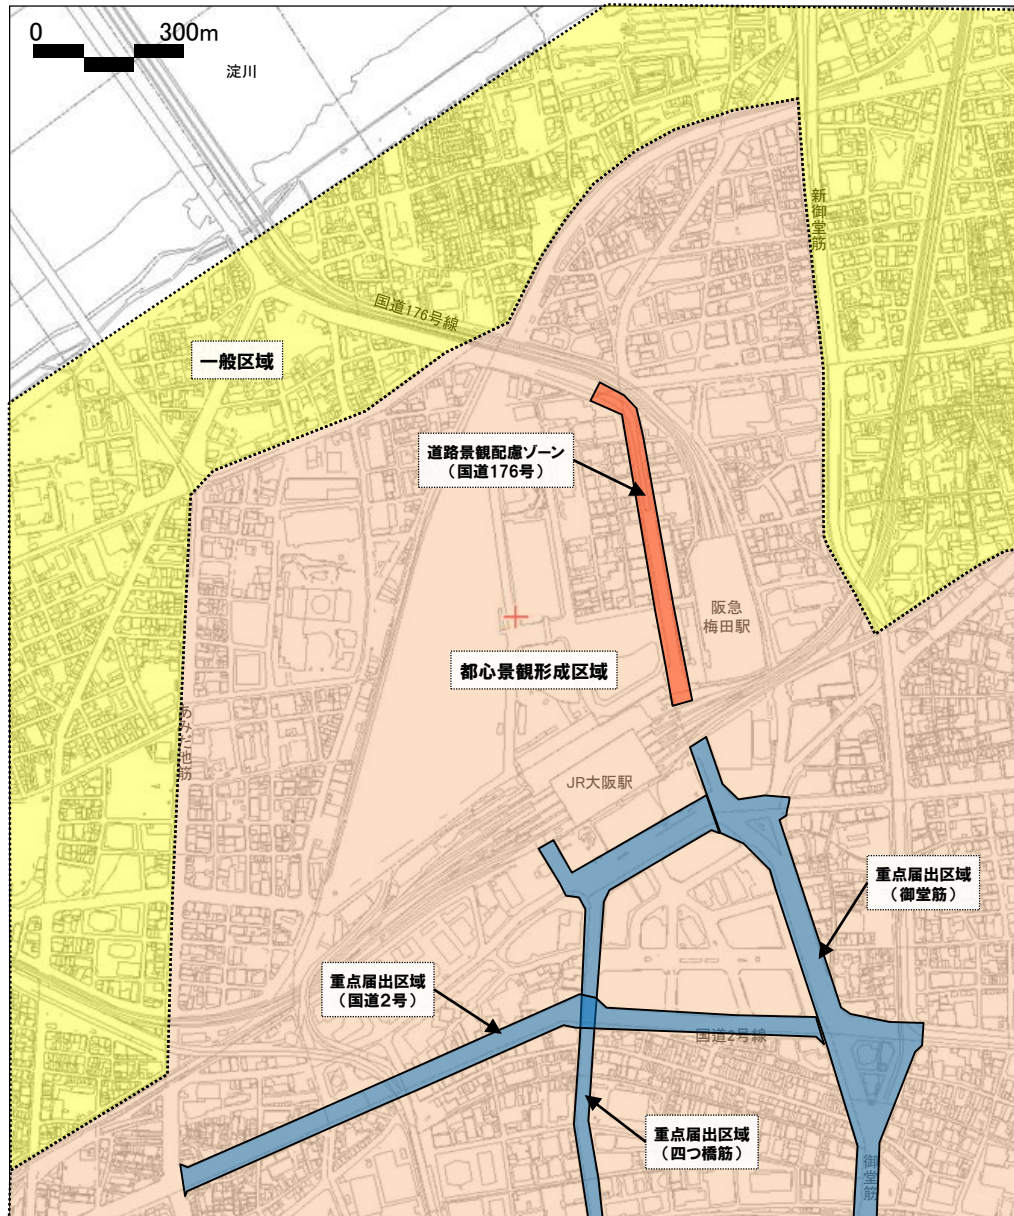 0 300m
淀川
新御堂筋
国道176号線
一般区域
道路景観配慮ゾーン
（国道176号）
阪急
梅田駅
都心景観形成区域
あみだ池筋
JR大阪駅
重点届出区域
（御堂筋）
重点届出区域
（国道2号）
国道2号線
重点届出区域
（四つ橋筋）
御堂筋